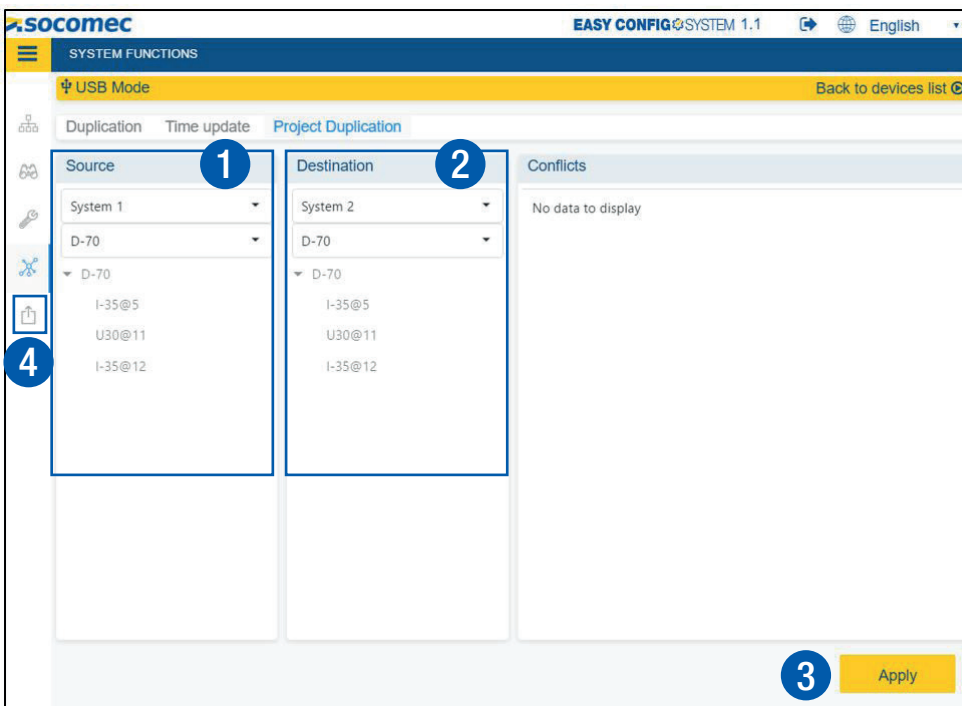 socomec
EASY CONFIG SYSTEM 1.1
English
SYSTEM FUNCTIONS
USB Mode
Back to devices list
Duplication Time update Project Duplication
Source
1
System 1
D-70
D-70
I-35@5
U30@11
I-35@12
Destination
2
System 2
D-70
D-70
I-35@5
U30@11
I-35@12
Conflicts
No data to display
4
3
Apply